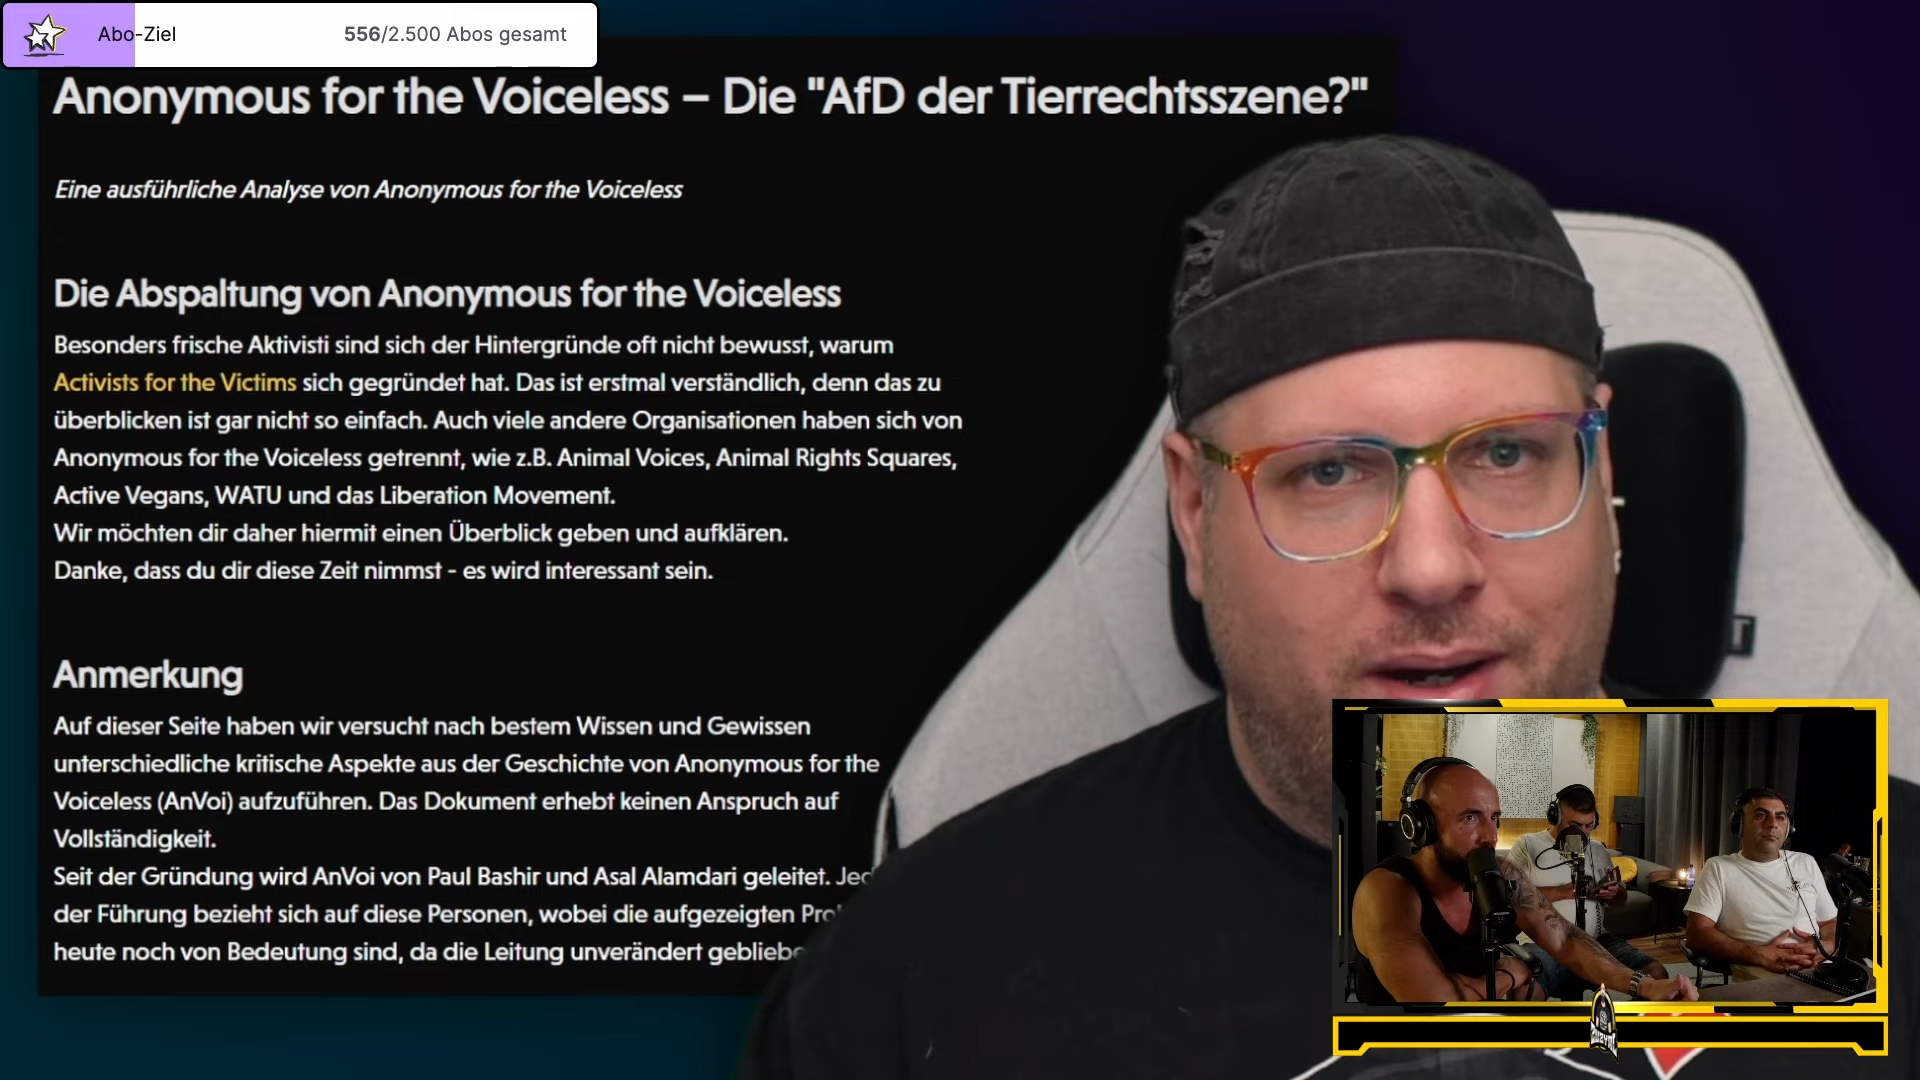 Abo-Ziel
556/2.500 Abos gesamt
Anonymous for the Voiceless – Die "AfD der Tierrechtsszene?"
Eine ausführliche Analyse von Anonymous for the Voiceless
Die Abspaltung von Anonymous for the Voiceless
Besonders frische Aktivisti sind sich der Hintergründe oft nicht bewusst, warum
Activists for the Victims sich gegründet hat. Das ist erstmal verständlich, denn das zu
überblicken ist gar nicht so einfach. Auch viele andere Organisationen haben sich von
Anonymous for the Voiceless getrennt, wie z.B. Animal Voices, Animal Rights Squares,
Active Vegans, WATU und das Liberation Movement.
Wir möchten dir daher hiermit einen Überblick geben und aufklären.
Danke, dass du dir diese Zeit nimmst - es wird interessant sein.
Anmerkung
Auf dieser Seite haben wir versucht nach bestem Wissen und Gewissen
unterschiedliche kritische Aspekte aus der Geschichte von Anonymous for the
Voiceless (AnVoi) aufzuführen. Das Dokument erhebt keinen Anspruch auf
Vollständigkeit.
Seit der Gründung wird AnVoi von Paul Bashir und Asal Alamdari geleitet.
der Führung bezieht sich auf diese Personen, wobei die aufgezeigten
heute noch von Bedeutung sind, da die Leitung unverändert